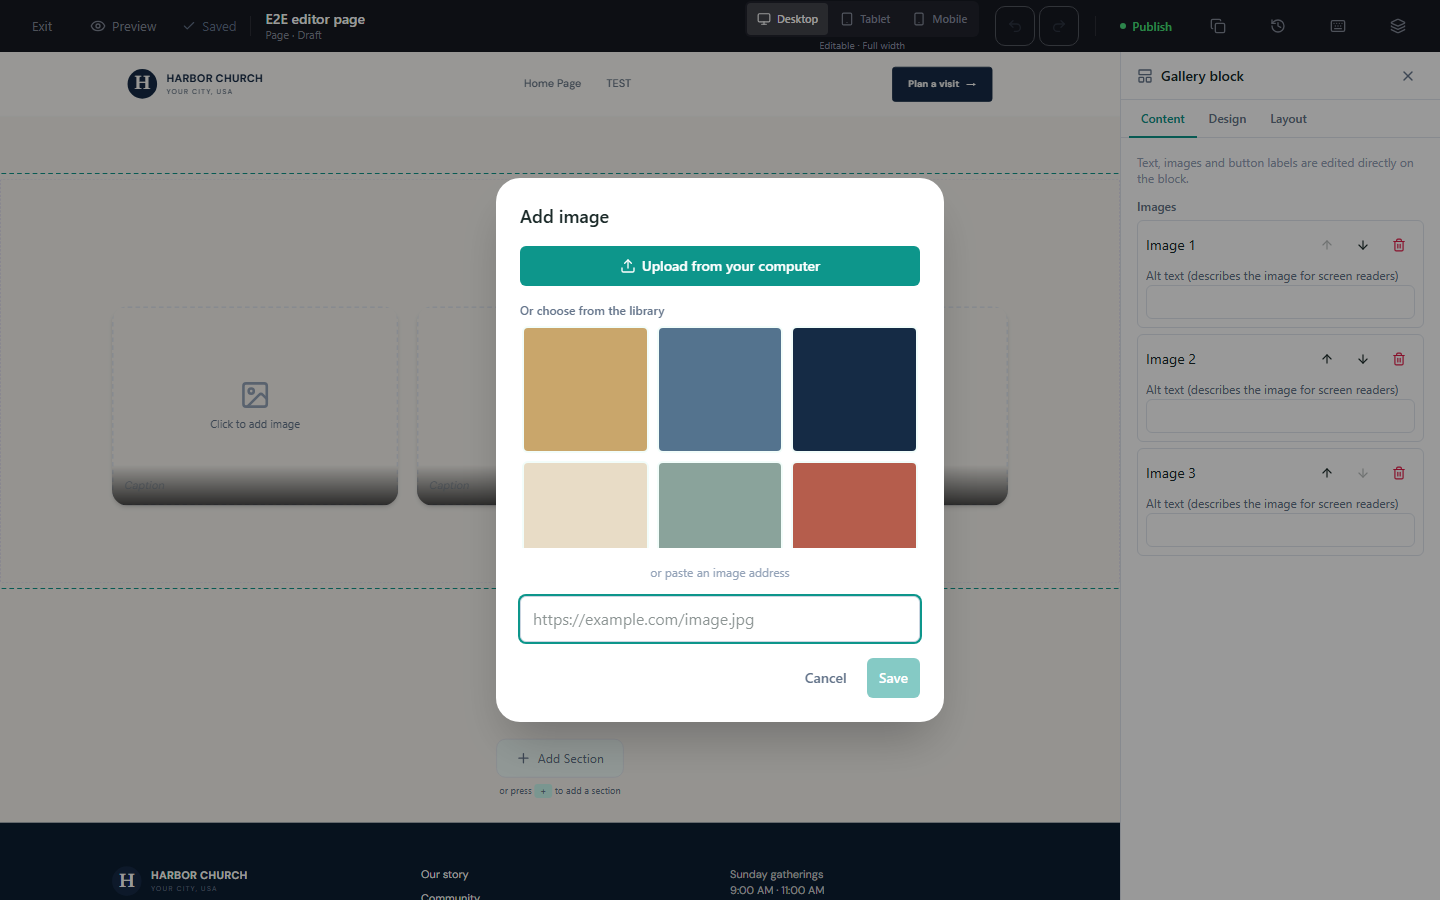 Exit
Preview
Saved
E2E editor page
Page · Draft
Desktop
Tablet
Mobile
Editable · Full width
Publish
H
HARBOR CHURCH
YOUR CITY, USA
Home Page
TEST
Plan a visit →
Gallery block
Content
Design
Layout
Text, images and button labels are edited directly on
the block.
Images
Image 1
Alt text (describes the image for screen readers)
Image 2
Alt text (describes the image for screen readers)
Image 3
Alt text (describes the image for screen readers)
Click to add image
Caption
Caption
Add image
Upload from your computer
Or choose from the library
or paste an image address
https://example.com/image.jpg
Cancel
Save
+ Add Section
or press + to add a section
H
HARBOR CHURCH
YOUR CITY, USA
Our story
Community
Sunday gatherings
9:00 AM · 11:00 AM